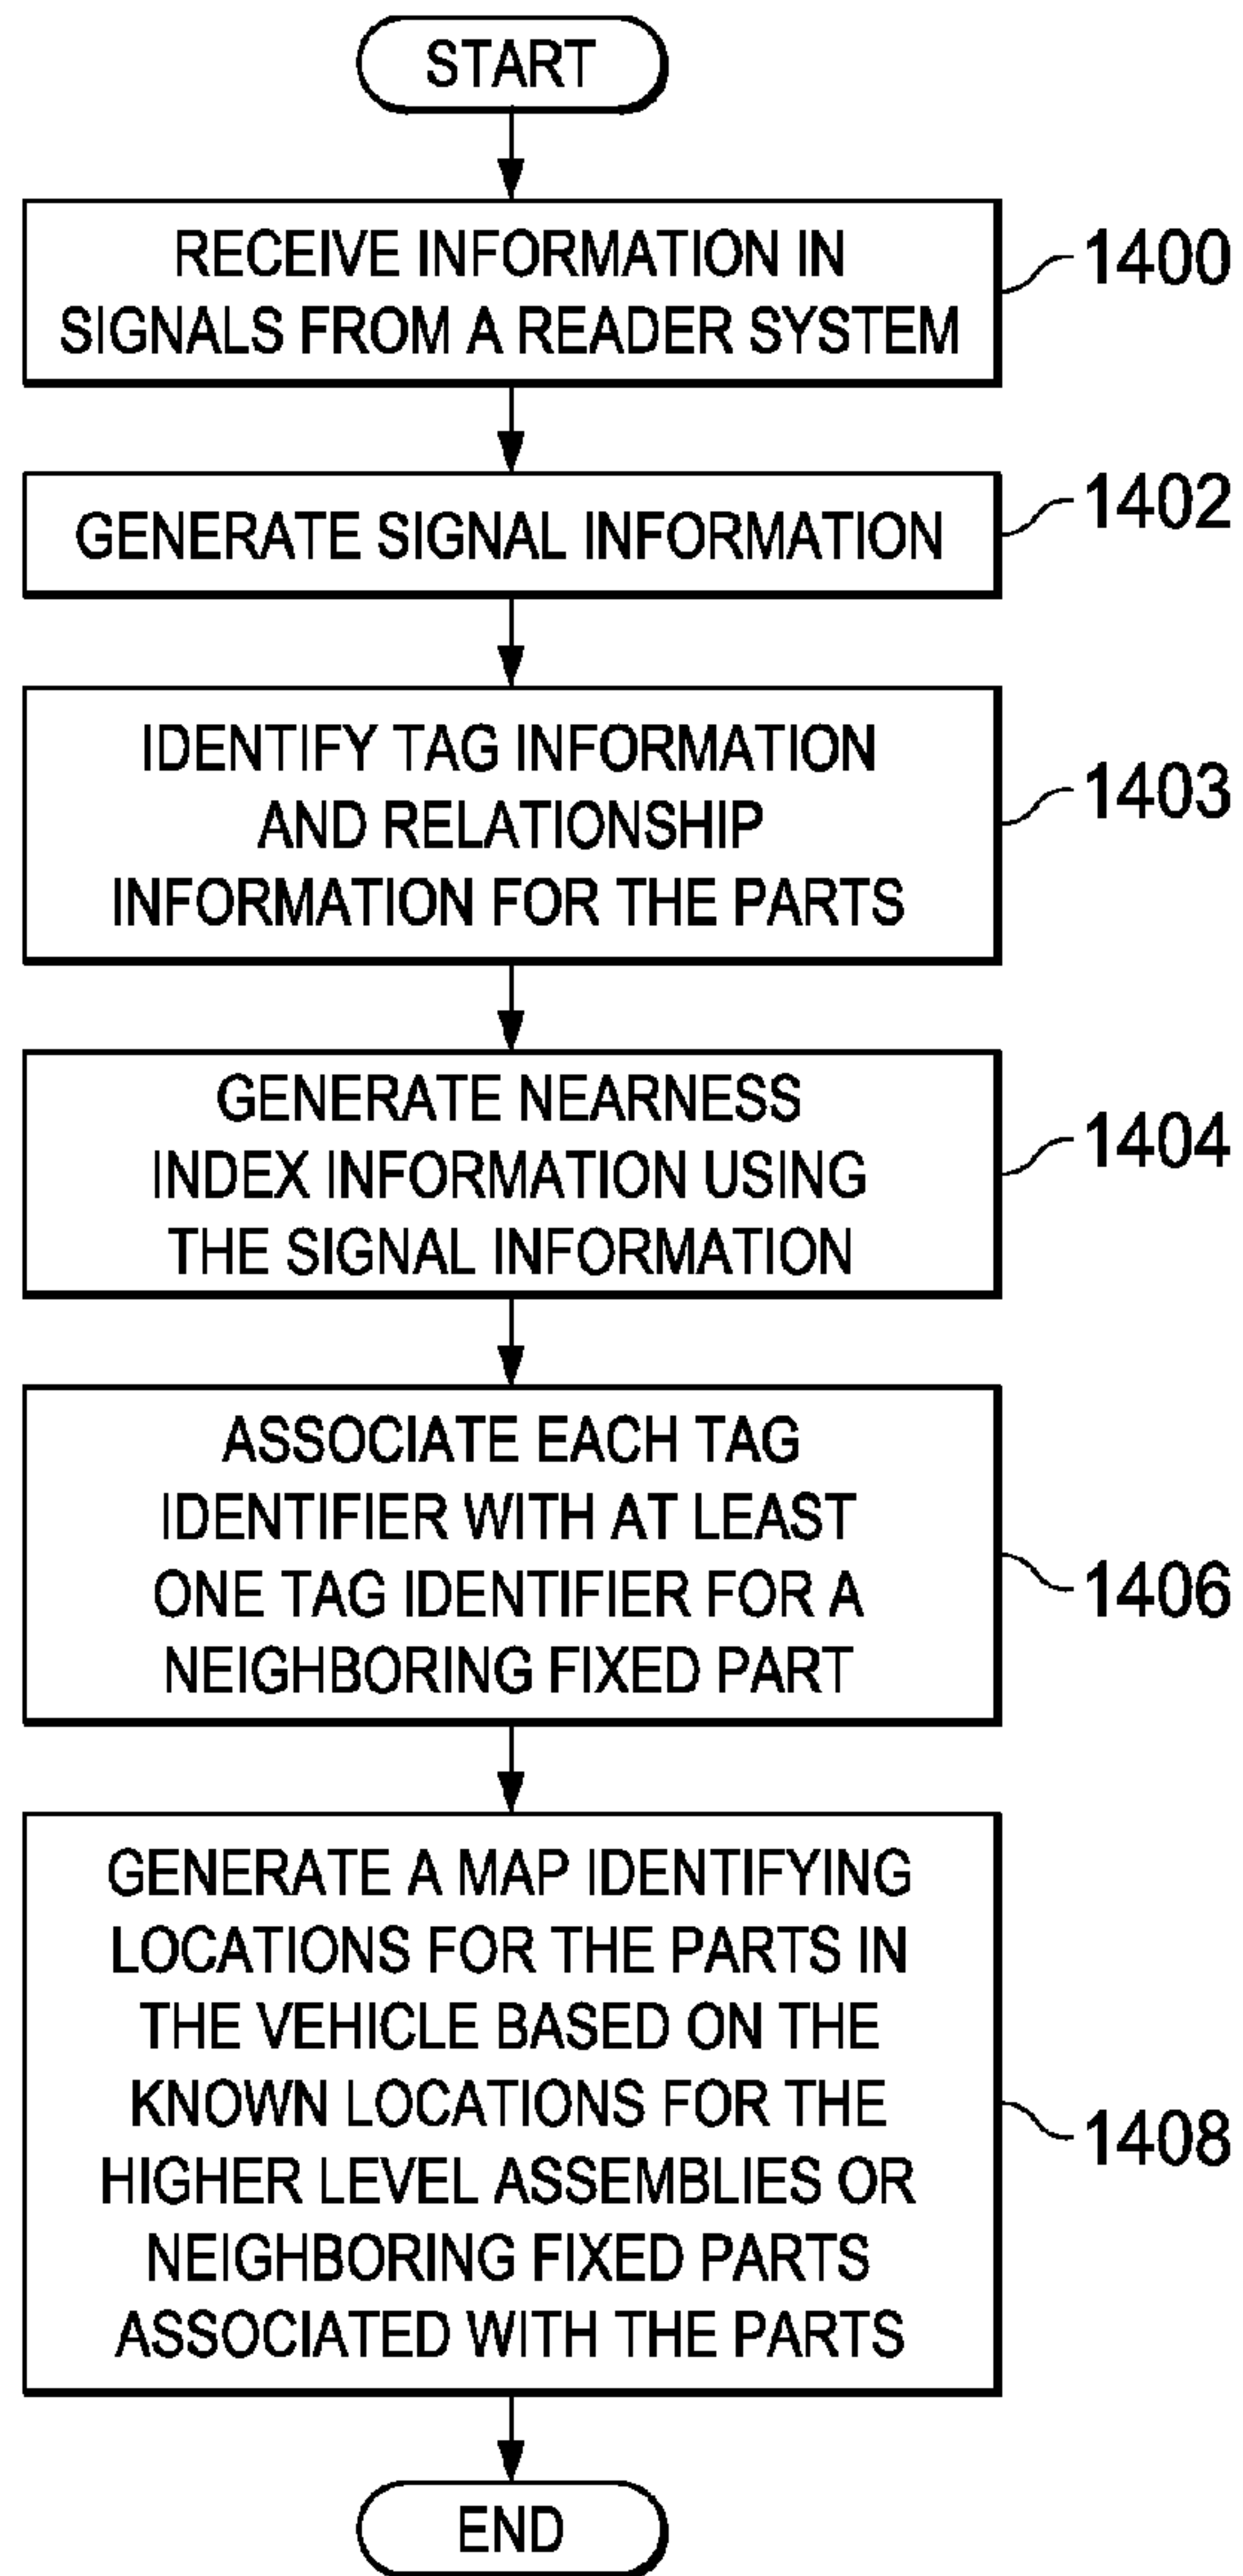 START
RECEIVE INFORMATION IN
SIGNALS FROM A READER SYSTEM
1400
GENERATE SIGNAL INFORMATION
1402
IDENTIFY TAG INFORMATION
AND RELATIONSHIP
INFORMATION FOR THE PARTS
1403
GENERATE NEARNESS
INDEX INFORMATION USING
THE SIGNAL INFORMATION
1404
ASSOCIATE EACH TAG
IDENTIFIER WITH AT LEAST
ONE TAG IDENTIFIER FOR A
NEIGHBORING FIXED PART
1406
GENERATE A MAP IDENTIFYING
LOCATIONS FOR THE PARTS IN
THE VEHICLE BASED ON THE
KNOWN LOCATIONS FOR THE
HIGHER LEVEL ASSEMBLIES OR
NEIGHBORING FIXED PARTS
ASSOCIATED WITH THE PARTS
1408
END